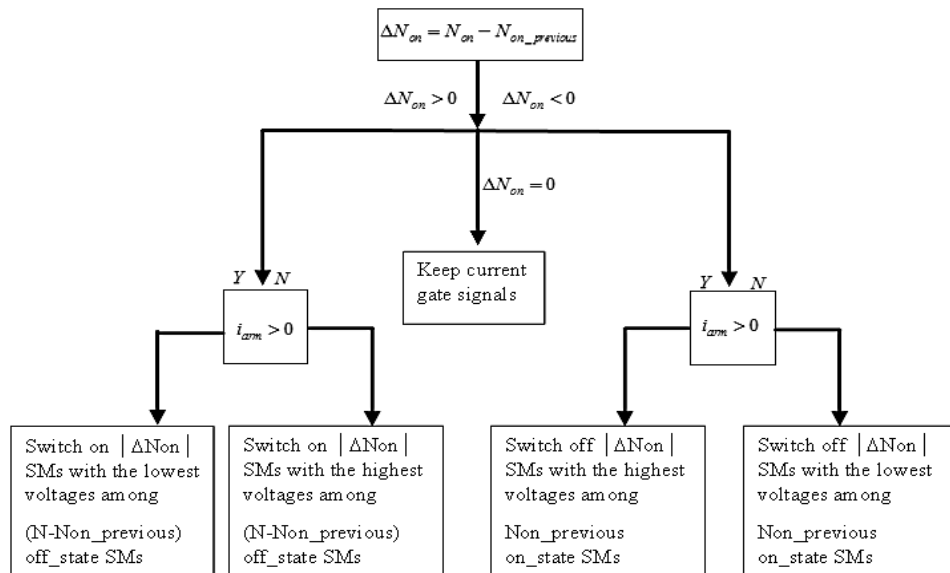 ΔN_on = N_on − N_on_previous
ΔN_on > 0 ΔN_on < 0
ΔN_on = 0
Keep current
gate signals
Y N
i_arm > 0
Y N
i_arm > 0
Switch on |ΔNon|
SMs with the lowest
voltages among
(N-Non_previous)
off_state SMs
Switch on |ΔNon|
SMs with the highest
voltages among
(N-Non_previous)
off_state SMs
Switch off |ΔNon|
SMs with the highest
voltages among
Non_previous
on_state SMs
Switch off |ΔNon|
SMs with the lowest
voltages among
Non_previous
on_state SMs